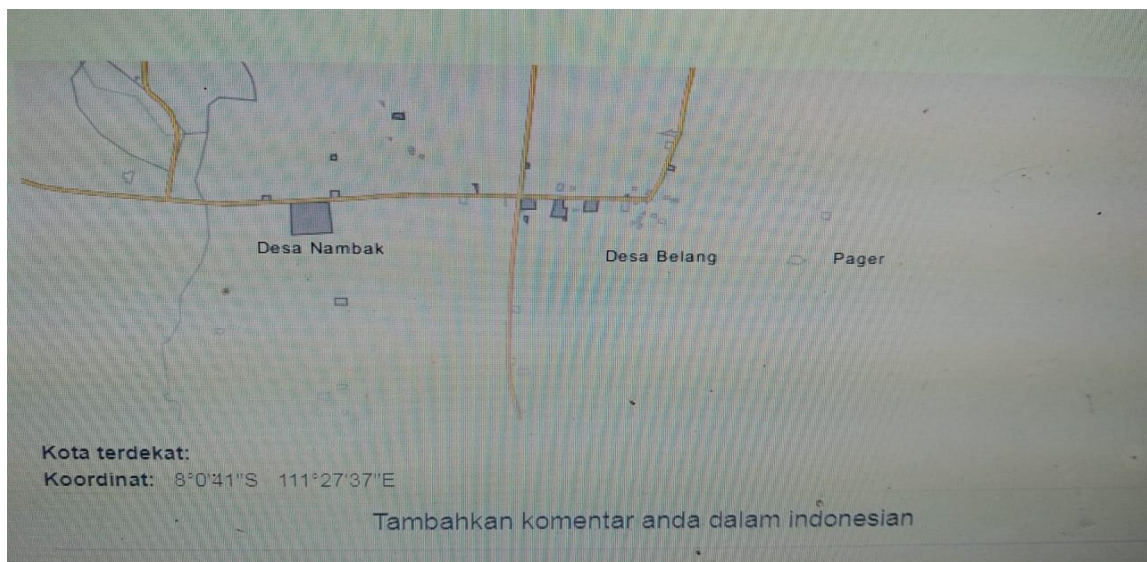 Desa Nambak
Desa Belang
Pager
Kota terdekat:
Koordinat: 8°0'41"S 111°27'37"E
Tambahkan komentar anda dalam indonesian